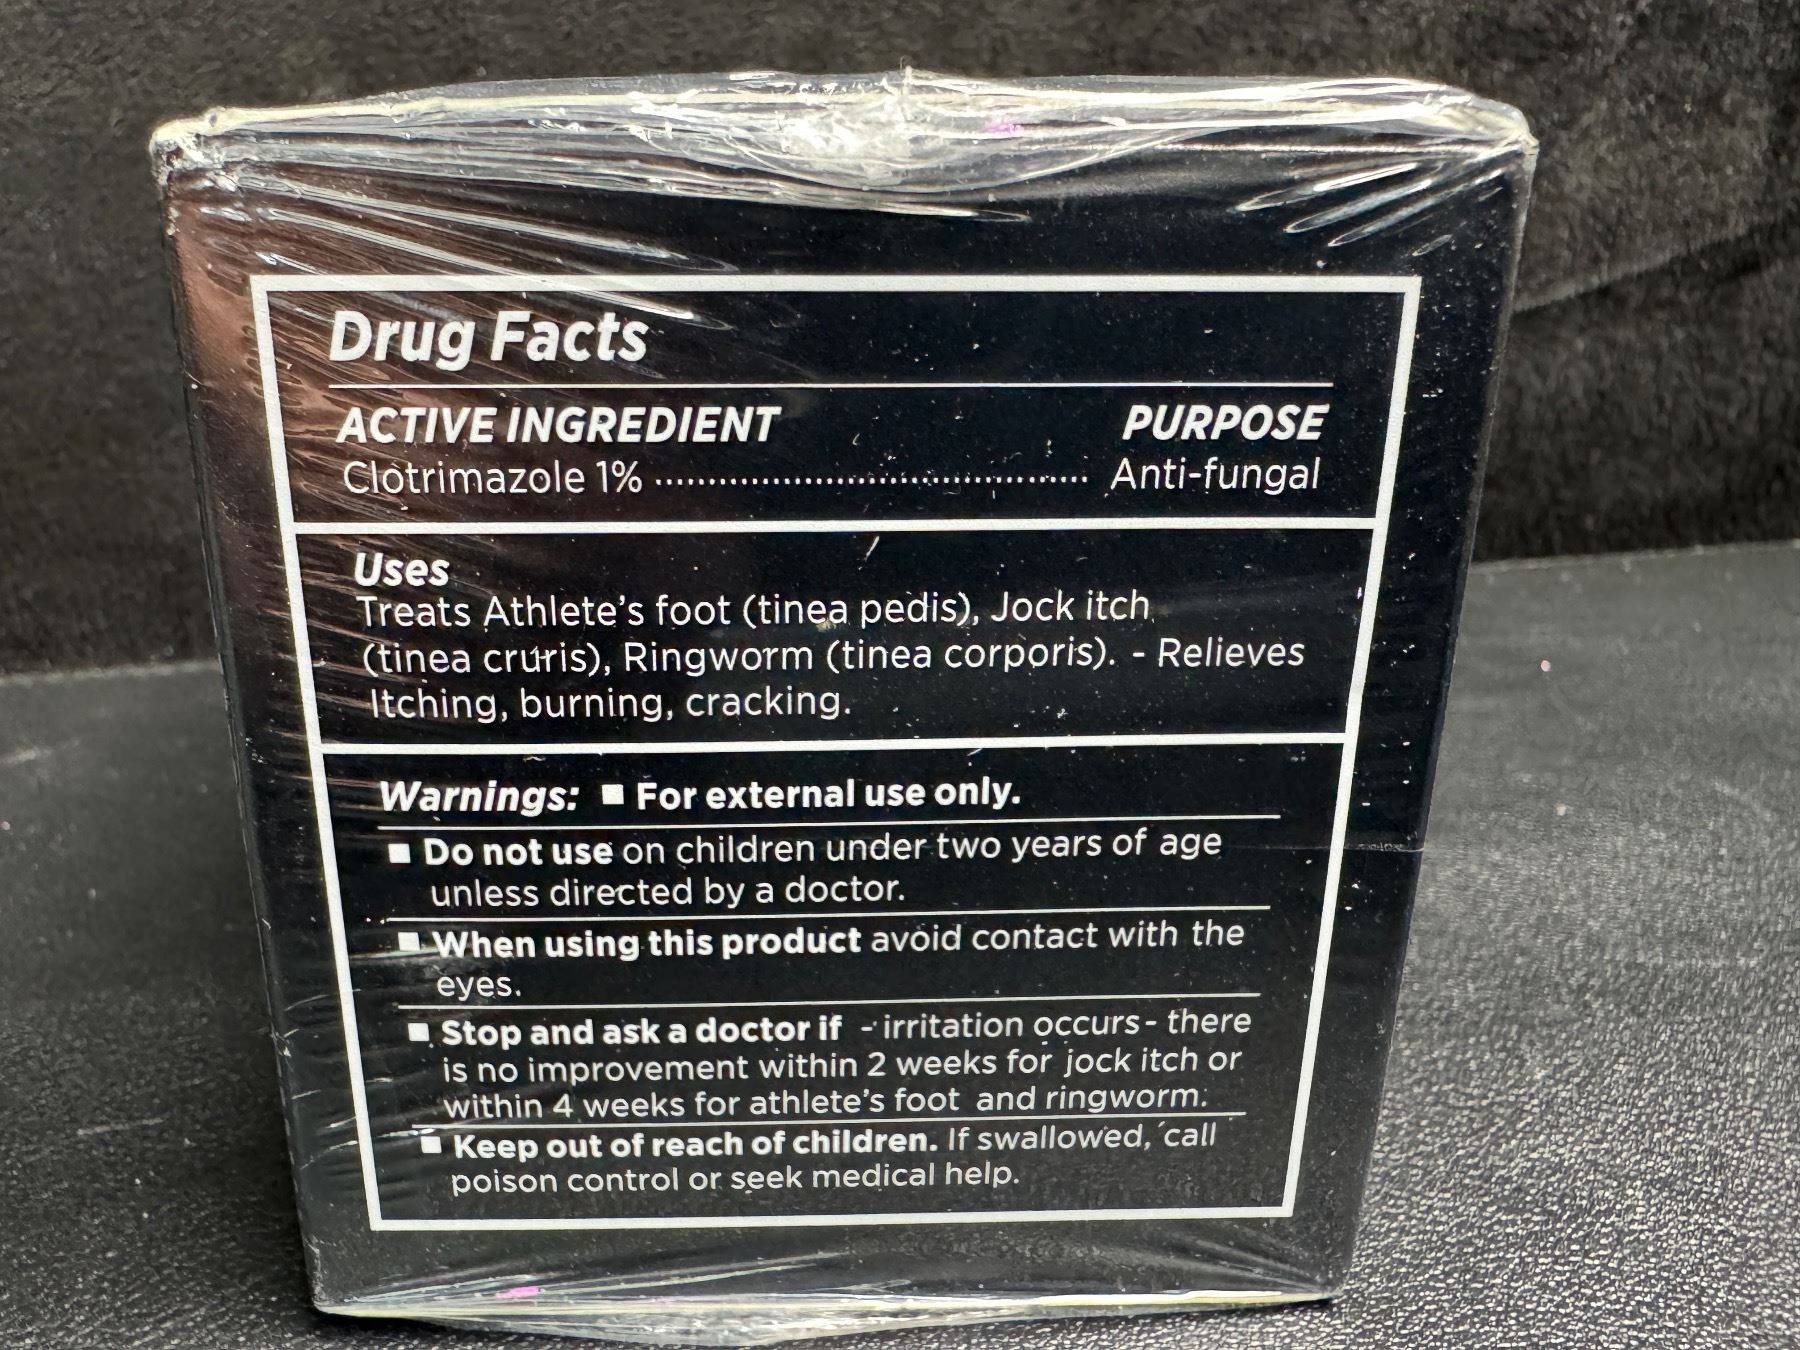 Drug Facts
ACTIVE INGREDIENT PURPOSE
Clotrimazole 1% ................................................ Anti-fungal
Uses
Treats Athlete's foot (tinea pedis), Jock itch
(tinea cruris), Ringworm (tinea corporis). - Relieves
Itching, burning, cracking.
Warnings: ■ For external use only.
■ Do not use on children under two years of age
unless directed by a doctor.
■ When using this product avoid contact with the
eyes.
■ Stop and ask a doctor if - irritation occurs - there
is no improvement within 2 weeks for jock itch or
within 4 weeks for athlete's foot and ringworm.
■ Keep out of reach of children. If swallowed, call
poison control or seek medical help.